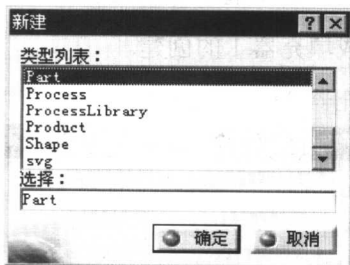 新建
类型列表：
Part
Process
ProcessLibrary
Product
Shape
svg
选择：
Part
确定 取消